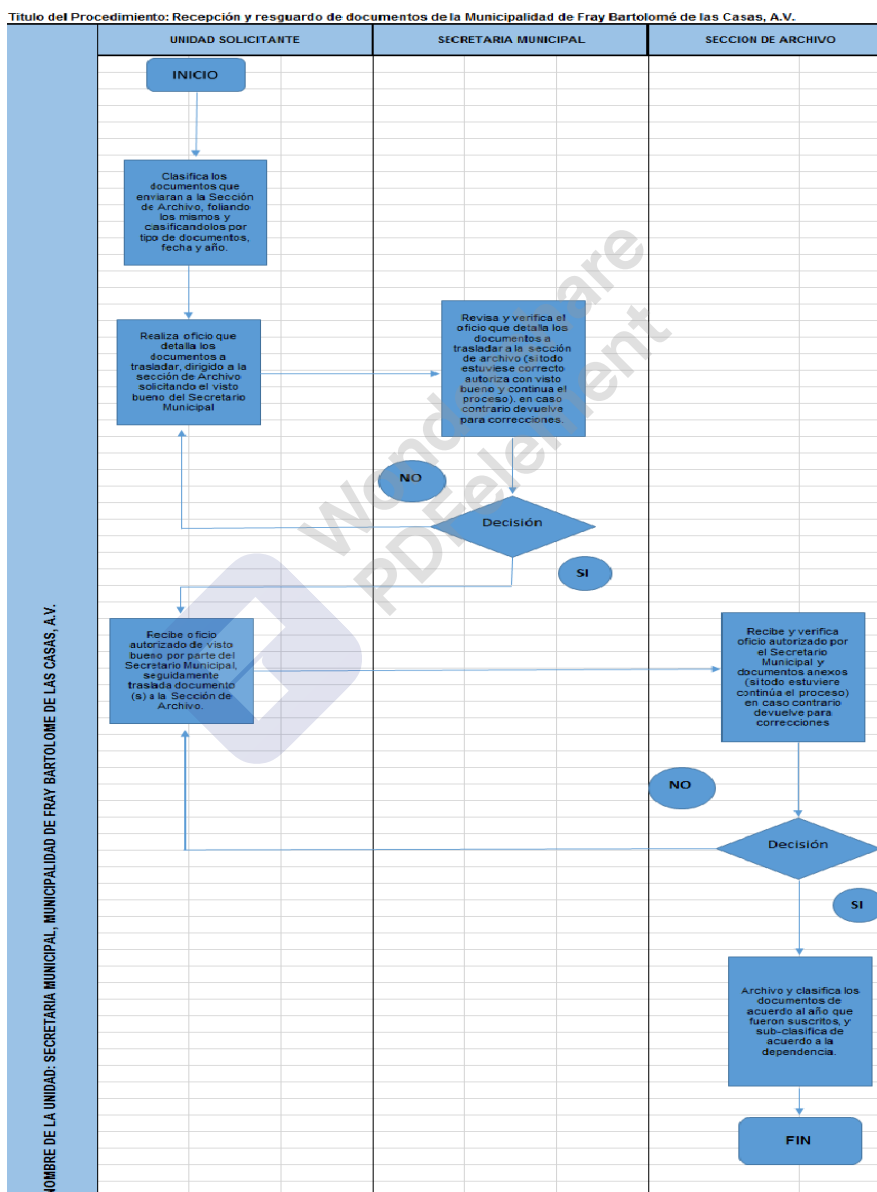 Titulo del Procedimiento: Recepción y resguardo de documentos de la Municipalidad de Fray Bartolomé de las Casas, A.V.
UNIDAD SOLICITANTE
SECRETARIA MUNICIPAL
SECCION DE ARCHIVO
INICIO
Clasifica los
documentos que
enviaran a la Sección
de Archivo, foliando
los mismos y
clasificandolos por
tipo de documentos,
fecha y año.
Realiza oficio que
detalla los
documentos a
trasladar, dirigido a la
sección de Archivo
solicitando el visto
bueno del Secretario
Municipal
Revisa y verifica el
oficio que detalla los
documentos a
trasladar a la sección
de archivo (si todo
estuviese correcto
autoriza con visto
bueno y continua el
proceso). en caso
contrario devuelve
para correcciones.
NO
Decisión
SI
Recibe oficio
autorizado de visto
bueno por parte del
Secretario Municipal,
seguidamente
traslada documento
(s) a la Sección de
Archivo.
Recibe y verifica
oficio autorizado por
el Secretario
Municipal y
documentos anexos
(si todo estuviere
continúa el proceso)
en caso contrario
devuelve para
correcciones
NO
Decisión
SI
Archivo y clasifica los
documentos de
acuerdo al año que
fueron suscritos, y
sub-clasifica de
acuerdo a la
dependencia.
FIN
NOMBRE DE LA UNIDAD: SECRETARIA MUNICIPAL, MUNICIPALIDAD DE FRAY BARTOLOME DE LAS CASAS, A.V.
Wondershare
PDFelement